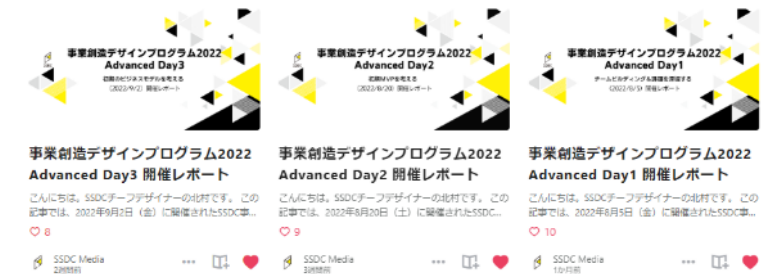 事業創造デザインプログラム2022
Advanced Day3
初期のビジネスモデルを考える
(2022/9/2) 開催レポート
事業創造デザインプログラム2022
Advanced Day3 開催レポート
こんにちは。SSDCチーフデザイナーの北村です。 この
記事では、2022年9月2日（金）に開催されたSSDC事...
8
SSDC Media
2週間前
事業創造デザインプログラム2022
Advanced Day2
初期MVPを考える
(2022/8/20) 開催レポート
事業創造デザインプログラム2022
Advanced Day2 開催レポート
こんにちは。SSDCチーフデザイナーの北村です。 この
記事では、2022年8月20日（土）に開催されたSSDC...
9
SSDC Media
3週間前
事業創造デザインプログラム2022
Advanced Day1
チームビルディング&課題を深堀する
(2022/8/5) 開催レポート
事業創造デザインプログラム2022
Advanced Day1 開催レポート
こんにちは。SSDCチーフデザイナーの北村です。 この
記事では、2022年8月5日（金）に開催されたSSDC事...
10
SSDC Media
1か月前